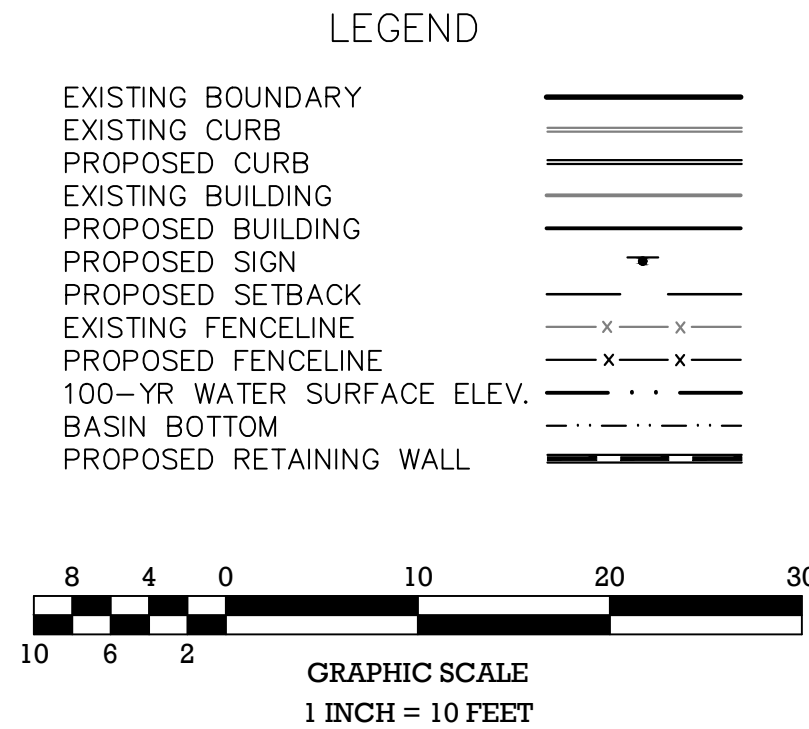 LEGEND
EXISTING BOUNDARY
EXISTING CURB
PROPOSED CURB
EXISTING BUILDING
PROPOSED BUILDING
PROPOSED SIGN
PROPOSED SETBACK
EXISTING FENCELINE
PROPOSED FENCELINE
100-YR WATER SURFACE ELEV.
BASIN BOTTOM
PROPOSED RETAINING WALL
8 4 0 10 20 30
10 6 2
GRAPHIC SCALE
1 INCH = 10 FEET